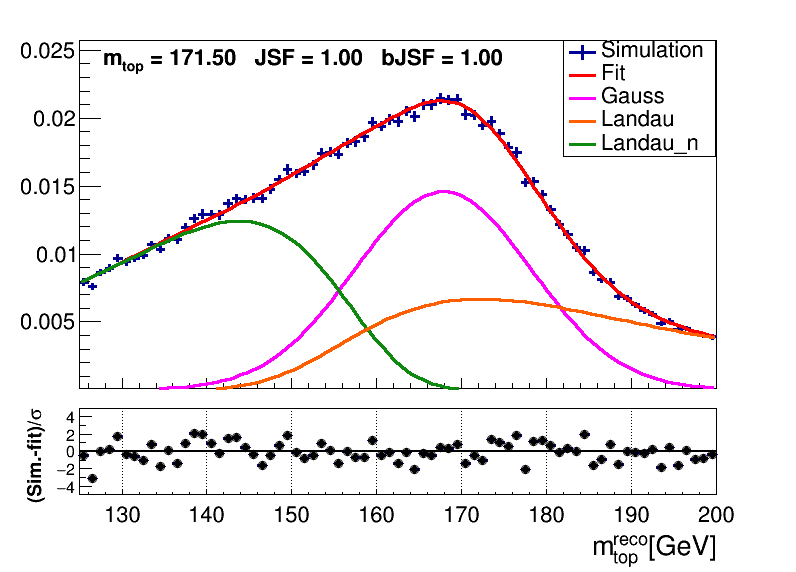 0.025
0.02
0.015
0.01
0.005
m_top = 171.50 JSF = 1.00 bJSF = 1.00
Simulation
Fit
Gauss
Landau
Landau_n
(Sim.-fit)/σ
4
2
0
−2
−4
130 140 150 160 170 180 190 200
m_top^reco[GeV]